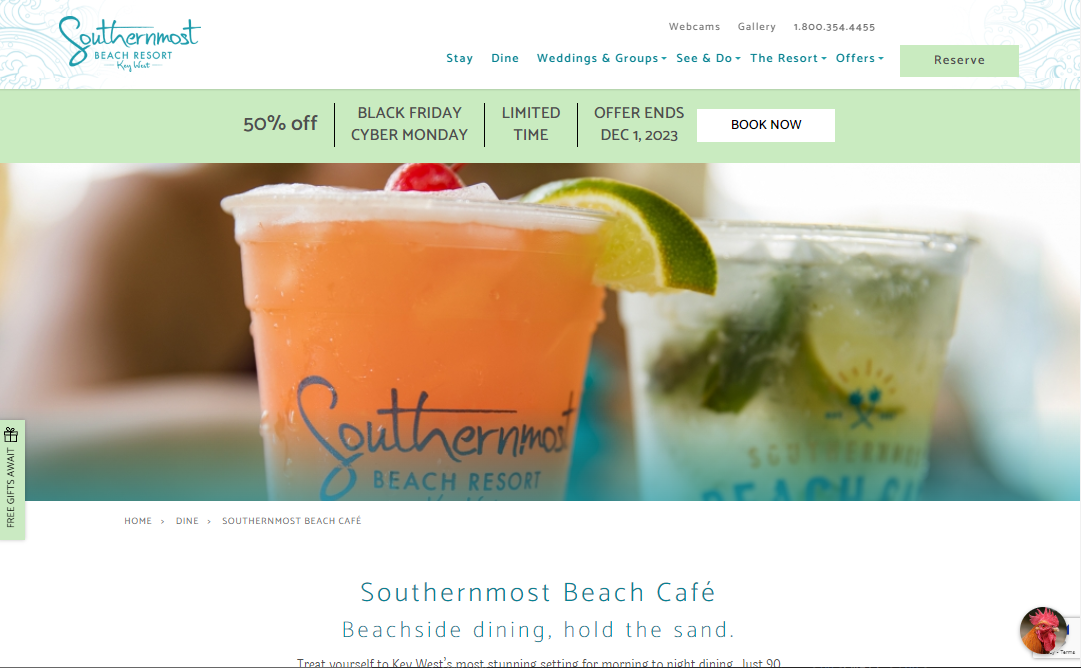 Southernmost
BEACH RESORT
Key West
Webcams Gallery 1.800.354.4455
Stay Dine Weddings & Groups See & Do The Resort Offers Reserve
50% off
BLACK FRIDAY
CYBER MONDAY
LIMITED
TIME
OFFER ENDS
DEC 1, 2023
BOOK NOW
Southernmost
BEACH RESORT
SOUTHERNMOST
BEACH
FREE GIFTS AWAIT
HOME > DINE > SOUTHERNMOST BEACH CAFÉ
Southernmost Beach Café
Beachside dining, hold the sand.
Treat yourself to Key West's most stunning setting for morning to night dining. Just 90
Terms